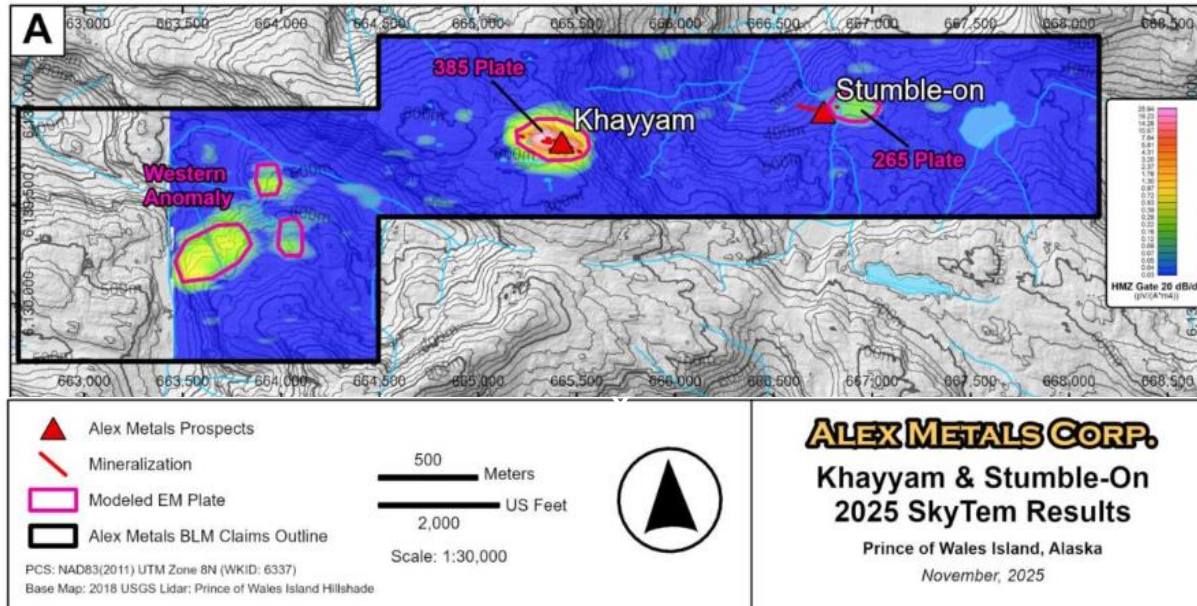 A
663,000 663,500 664,000 664,500 665,000 665,500 666,000 666,500 667,000 667,500 668,000 668,500
385 Plate
Khayyam
Stumble-on
265 Plate
Western
Anomaly
HMZ Gate 20 dB/d
(pV/(A*m4))
663,000 663,500 664,000 664,500 665,000 665,500 666,000 666,500 667,000 667,500 668,000 668,500
Alex Metals Prospects
Mineralization
Modeled EM Plate
Alex Metals BLM Claims Outline
500
Meters
US Feet
2,000
Scale: 1:30,000
PCS: NAD83(2011) UTM Zone 8N (WKID: 6337)
Base Map: 2018 USGS Lidar: Prince of Wales Island Hillshade
ALEX METALS CORP.
Khayyam & Stumble-On
2025 SkyTem Results
Prince of Wales Island, Alaska
November, 2025